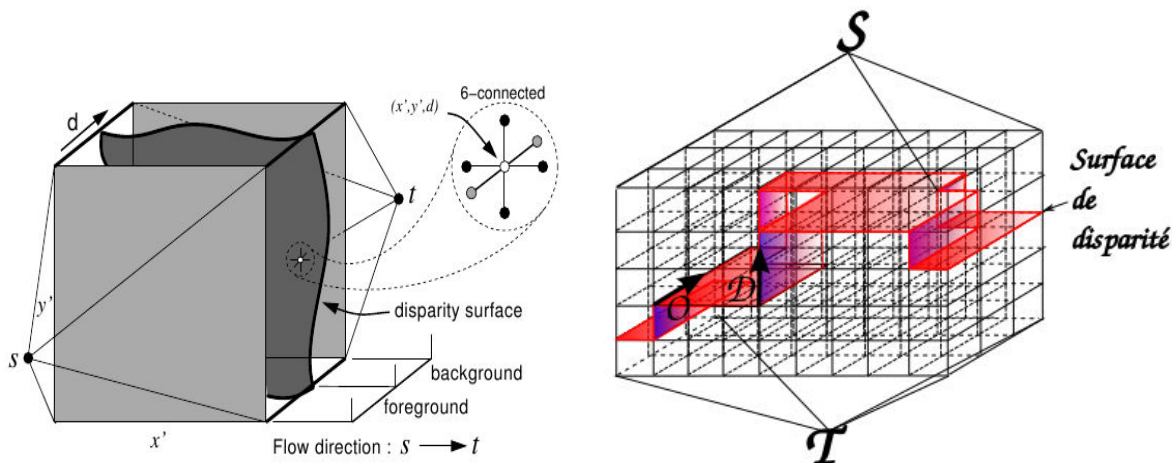 d
6-connected
(x',y',d)
t
y'
disparity surface
s
background
foreground
x'
Flow direction : s → t
S
Surface
de
disparité
D
O
T